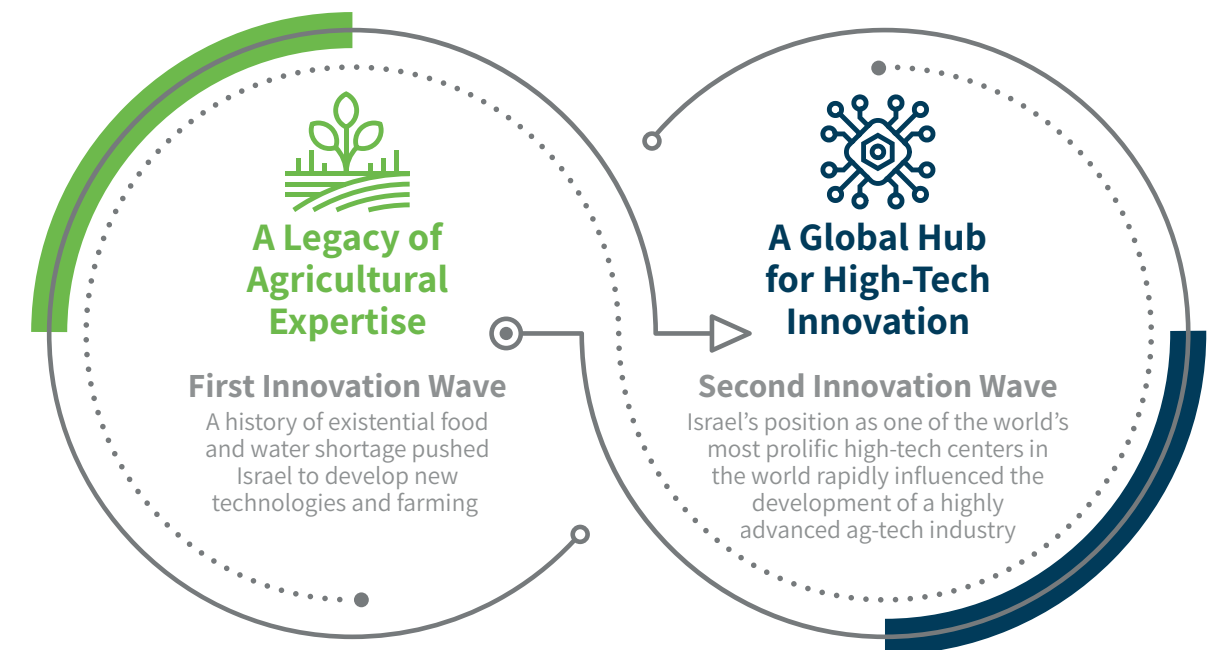 A Legacy of
Agricultural
Expertise
First Innovation Wave
A history of existential food
and water shortage pushed
Israel to develop new
technologies and farming
A Global Hub
for High-Tech
Innovation
Second Innovation Wave
Israel’s position as one of the world’s
most prolific high-tech centers in
the world rapidly influenced the
development of a highly
advanced ag-tech industry